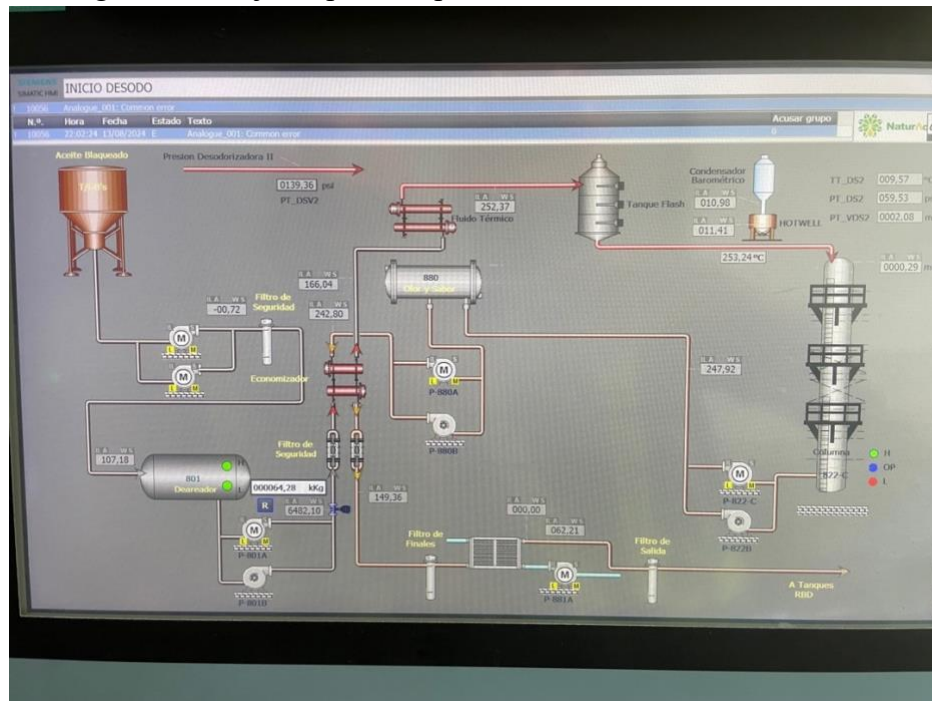 SIEMENS
SIMATIC HMI
INICIO DESODO
! 10056 Analogue_001: Common error
N.º. Hora Fecha Estado Texto Acusar grupo
! 10056 22:02:24 13/08/2024 E Analogue_001: Common error 0
Aceite Blaqueado
Presion Desodorizadora II
0139,36 psi
PT_DSV2
252,37
Fluido Térmico
Tanque Flash
Condensador
Barométrico
010,98
011,41
HOTWELL
TT_DS2 009,57
PT_DS2 059,53
PT_VDS2 0002,08
253,24 ºC
0000,29
166,04
242,80
880
Olor y Sabor
-00,72
Filtro de
Seguridad
Economizador
P-880A
P-880B
247,92
107,18
801
Deareador
H
L
Filtro de
Seguridad
000064,28 kKg
R
6482,10
149,36
P-801A
P-801B
000,00
062,21
Filtro de
Finales
P-881A
Filtro de
Salida
Columna
822-C
H
OP
L
P-822-C
P-822B
A Tanques
RBD